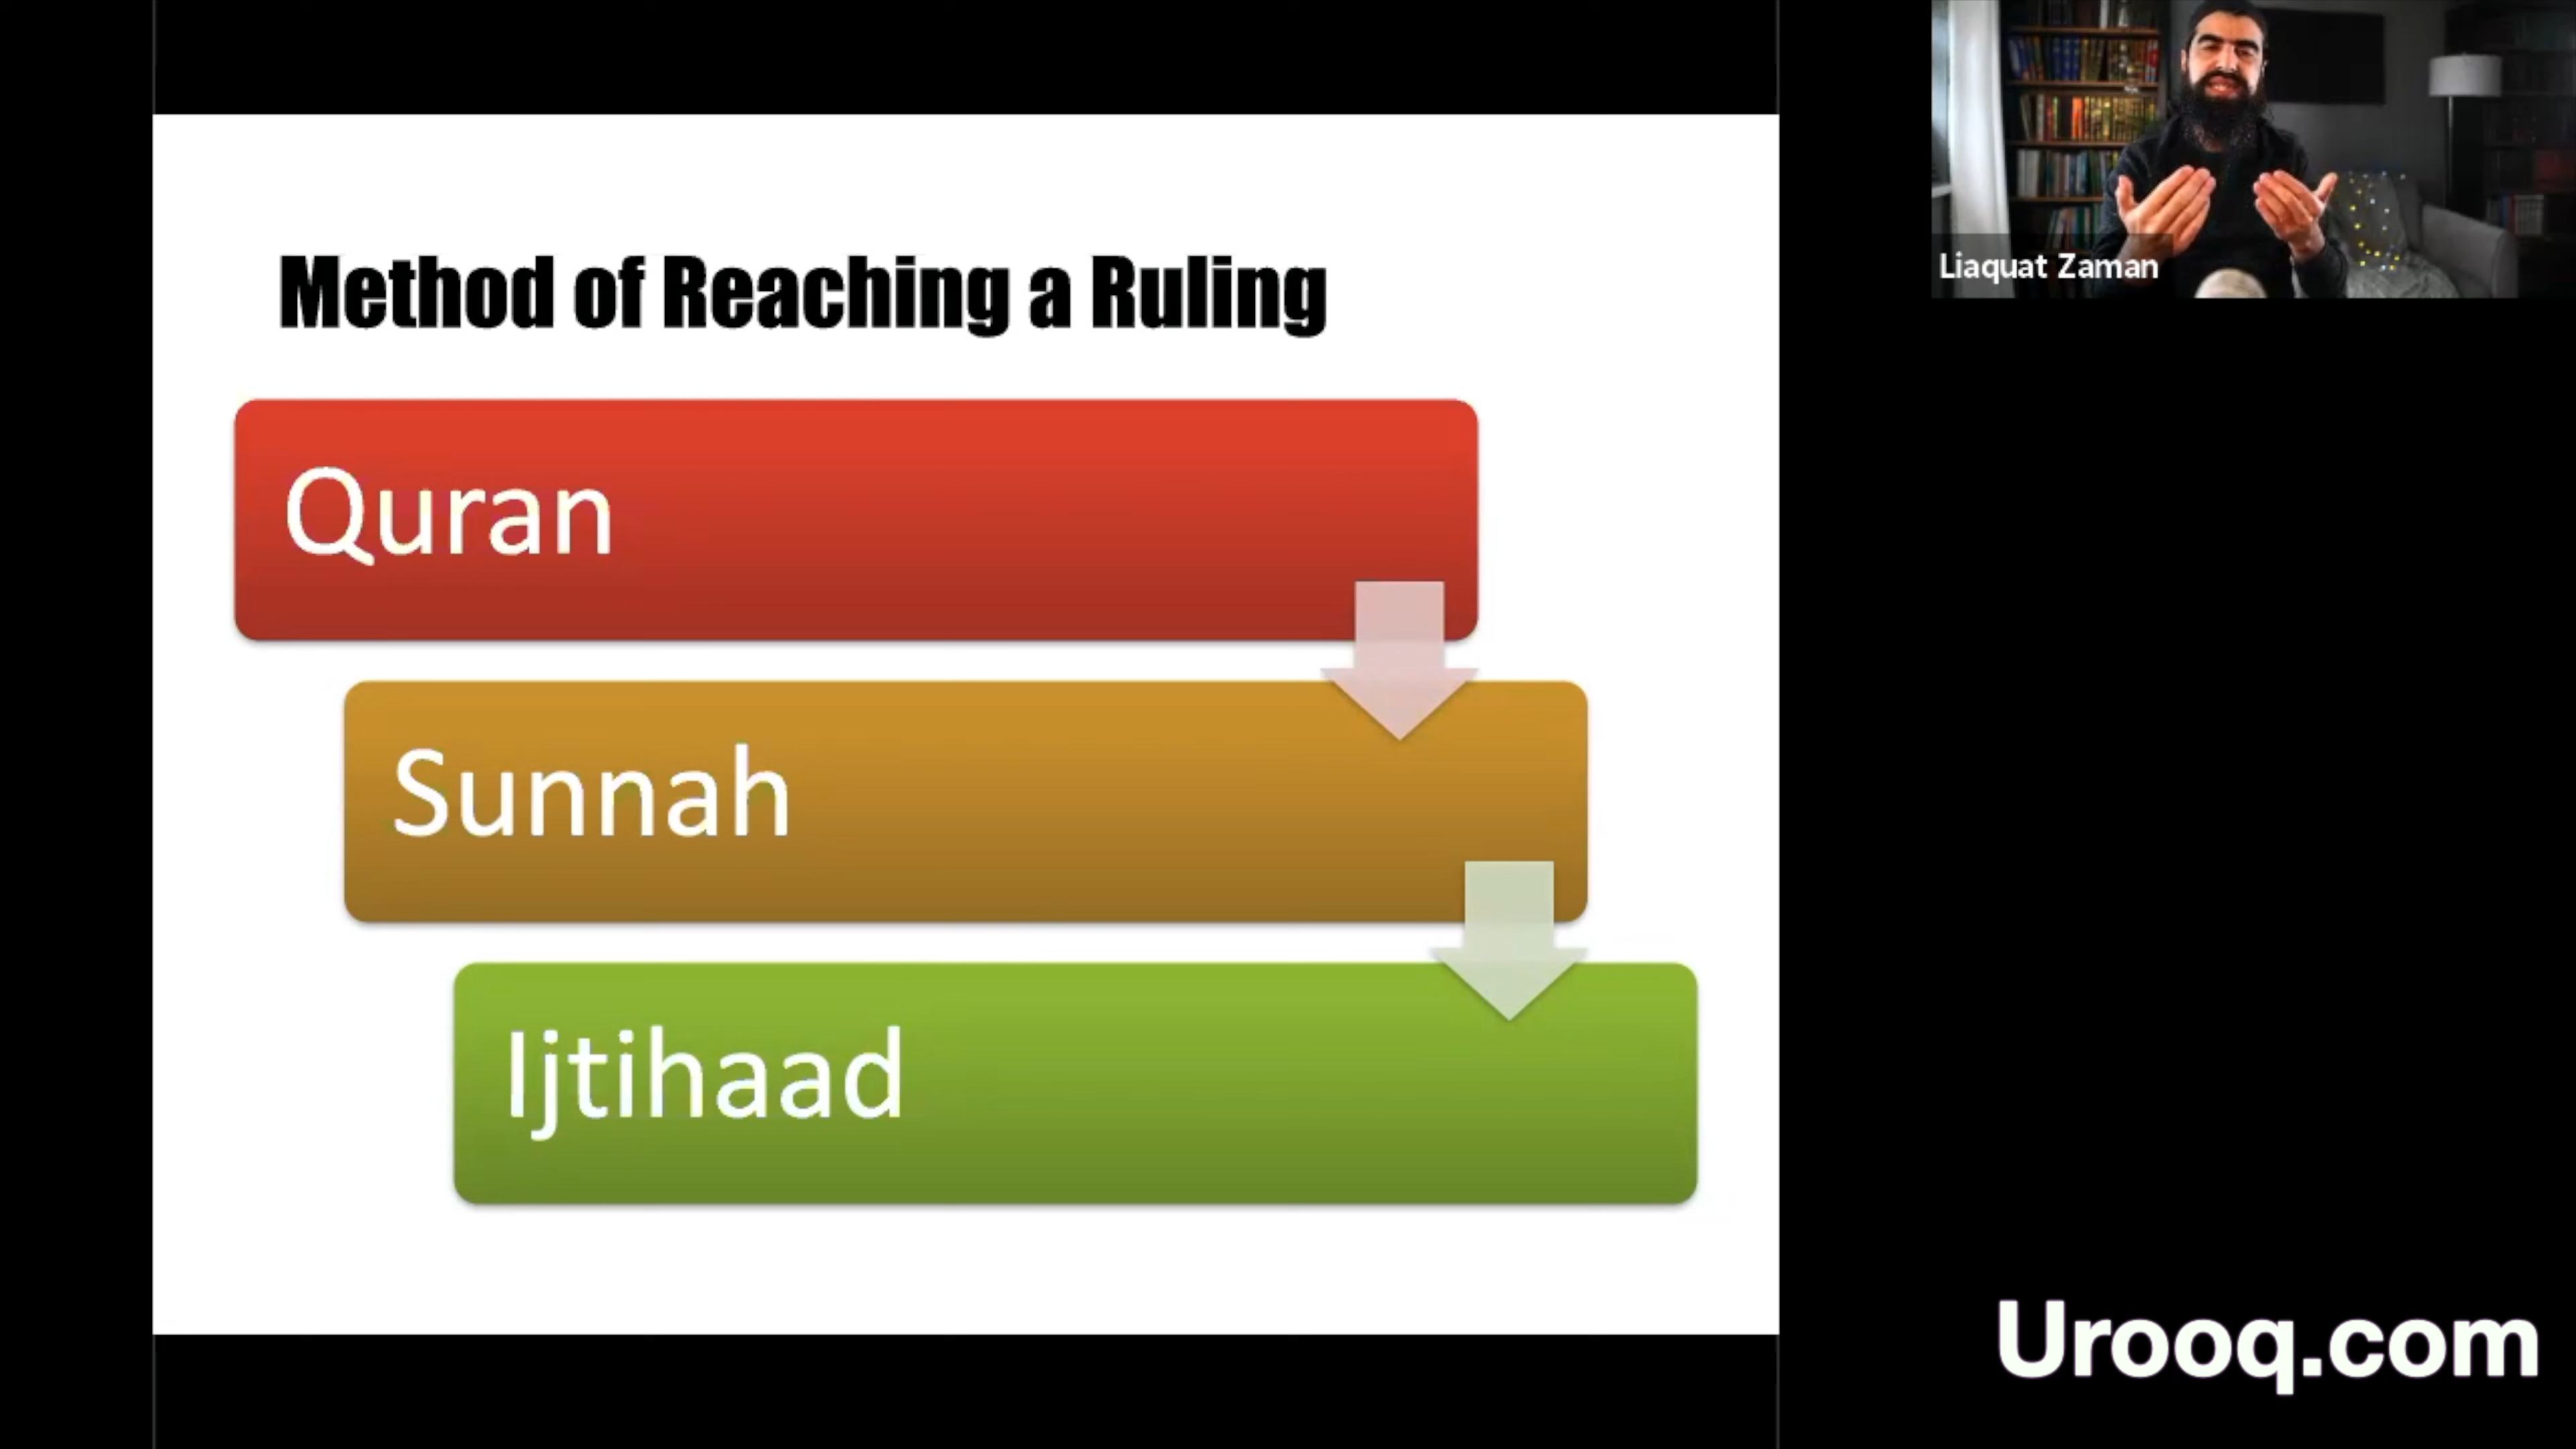 Method of Reaching a Ruling
Quran
Sunnah
Ijtihaad
Liaquat Zaman
Urooq.com